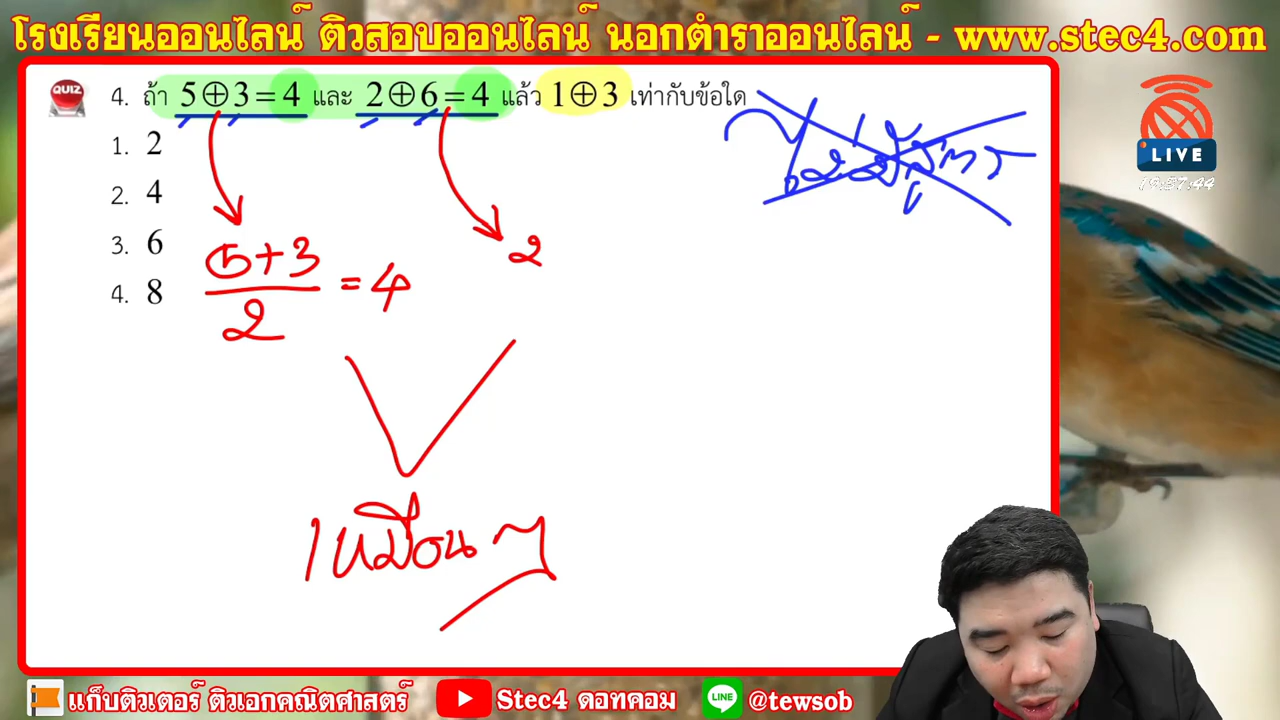 โรงเรียนออนไลน์ ติวสอบออนไลน์ นอกตำราออนไลน์ - www.stec4.com
QUIZ
4. ถ้า 5⊕3=4 และ 2⊕6=4 แล้ว 1⊕3 เท่ากับข้อใด
1. 2
2. 4
3. 6
4. 8
5+3
2
= 4
2
เหมือน ๆ
LIVE
19:57:44
แก็บติวเตอร์ ติวเอกคณิตศาสตร์
Stec4 ดอทคอม
LINE
@tewsob